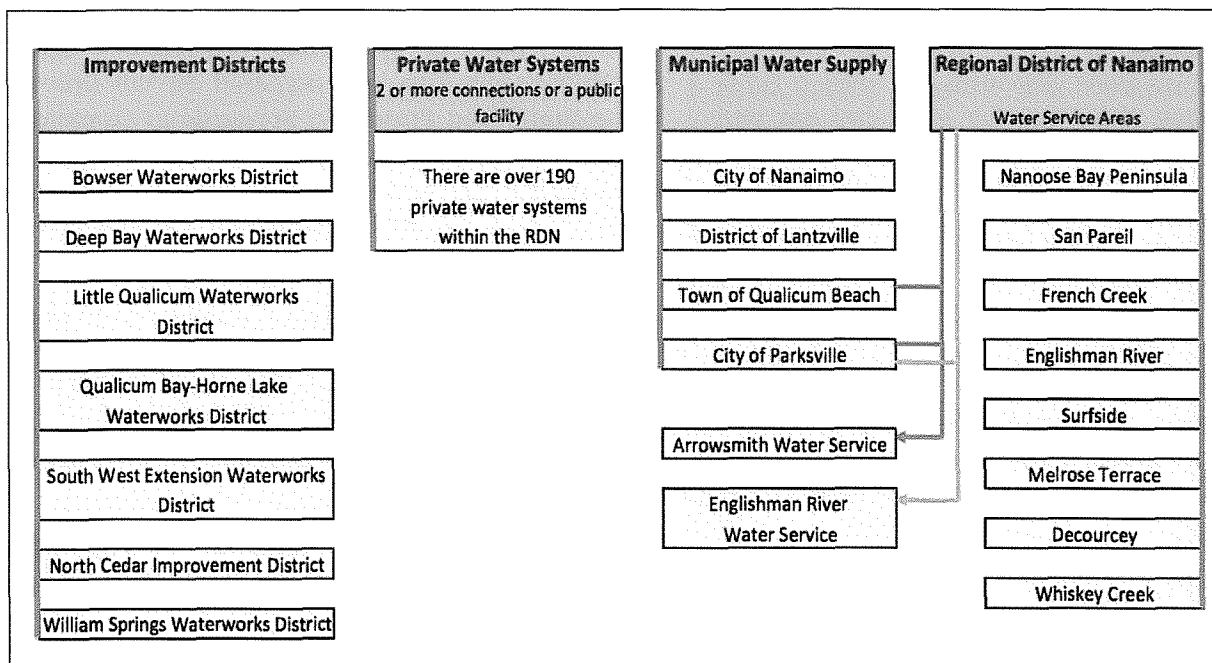 Improvement Districts
Bowser Waterworks District
Deep Bay Waterworks District
Little Qualicum Waterworks
District
Qualicum Bay-Horne Lake
Waterworks District
South West Extension Waterworks
District
North Cedar Improvement District
William Springs Waterworks District
Private Water Systems
2 or more connections or a public
facility
There are over 190
private water systems
within the RDN
Municipal Water Supply
City of Nanaimo
District of Lantzville
Town of Qualicum Beach
City of Parksville
Arrowsmith Water Service
Englishman River
Water Service
Regional District of Nanaimo
Water Service Areas
Nanoose Bay Peninsula
San Pareil
French Creek
Englishman River
Surfside
Melrose Terrace
Decourcey
Whiskey Creek